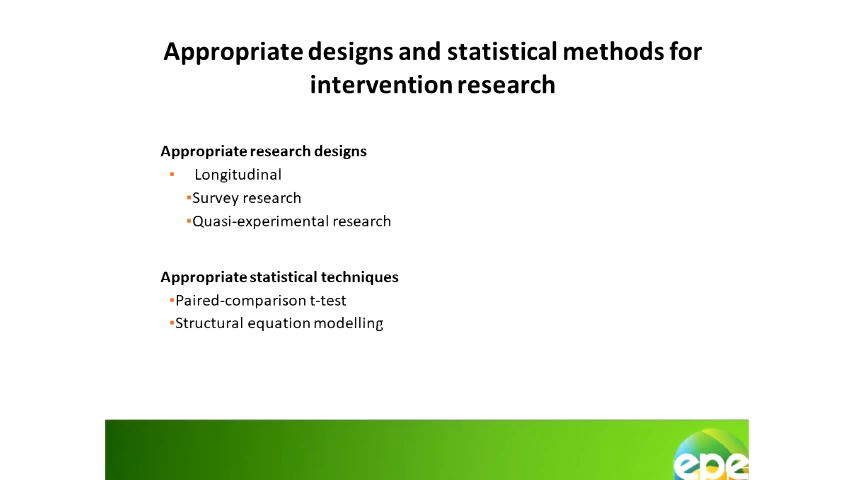 Appropriate designs and statistical methods for
intervention research
Appropriate research designs
▪ Longitudinal
▪Survey research
▪Quasi-experimental research
Appropriate statistical techniques
▪Paired-comparison t-test
▪Structural equation modelling
epe